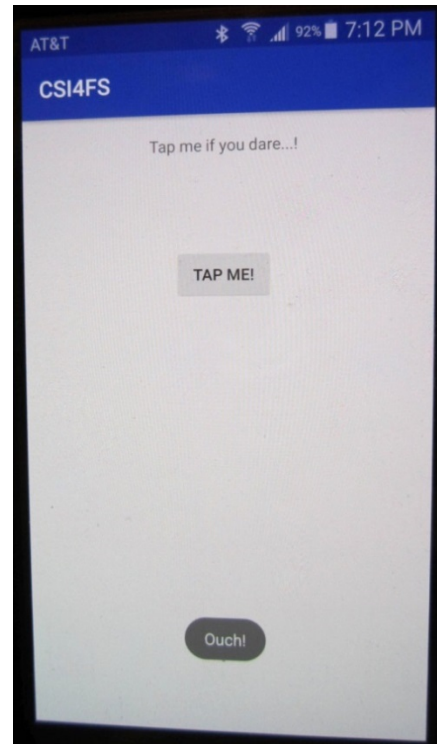 AT&T 92% 7:12 PM
CSI4FS
Tap me if you dare...!
TAP ME!
Ouch!